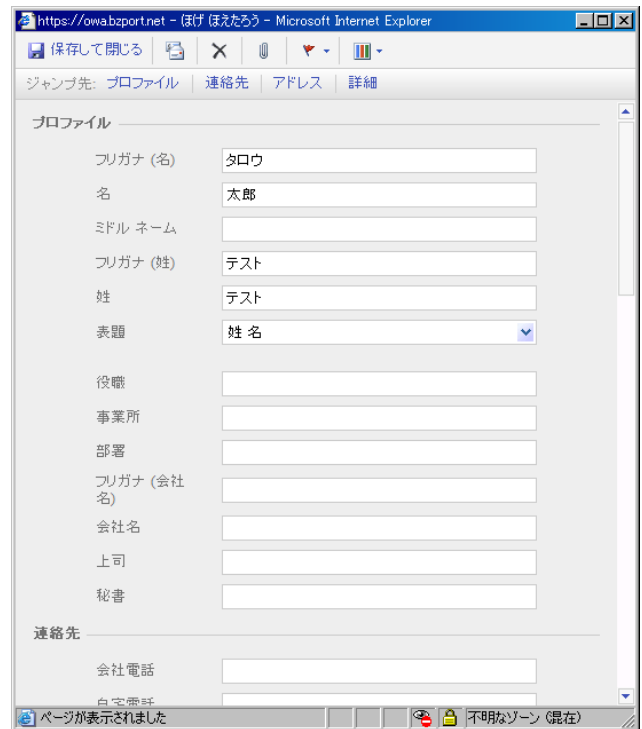 https://owa.bzport.net - (ほげ ほえたろう - Microsoft Internet Explorer
保存して閉じる
ジャンプ先: プロファイル 連絡先 アドレス 詳細
プロファイル
フリガナ (名) タロウ
名 太郎
ミドル ネーム
フリガナ (姓) テスト
姓 テスト
表題 姓 名
役職
事業所
部署
フリガナ (会社
名)
会社名
上司
秘書
連絡先
会社電話
自宅電話
ページが表示されました 不明なゾーン (混在)